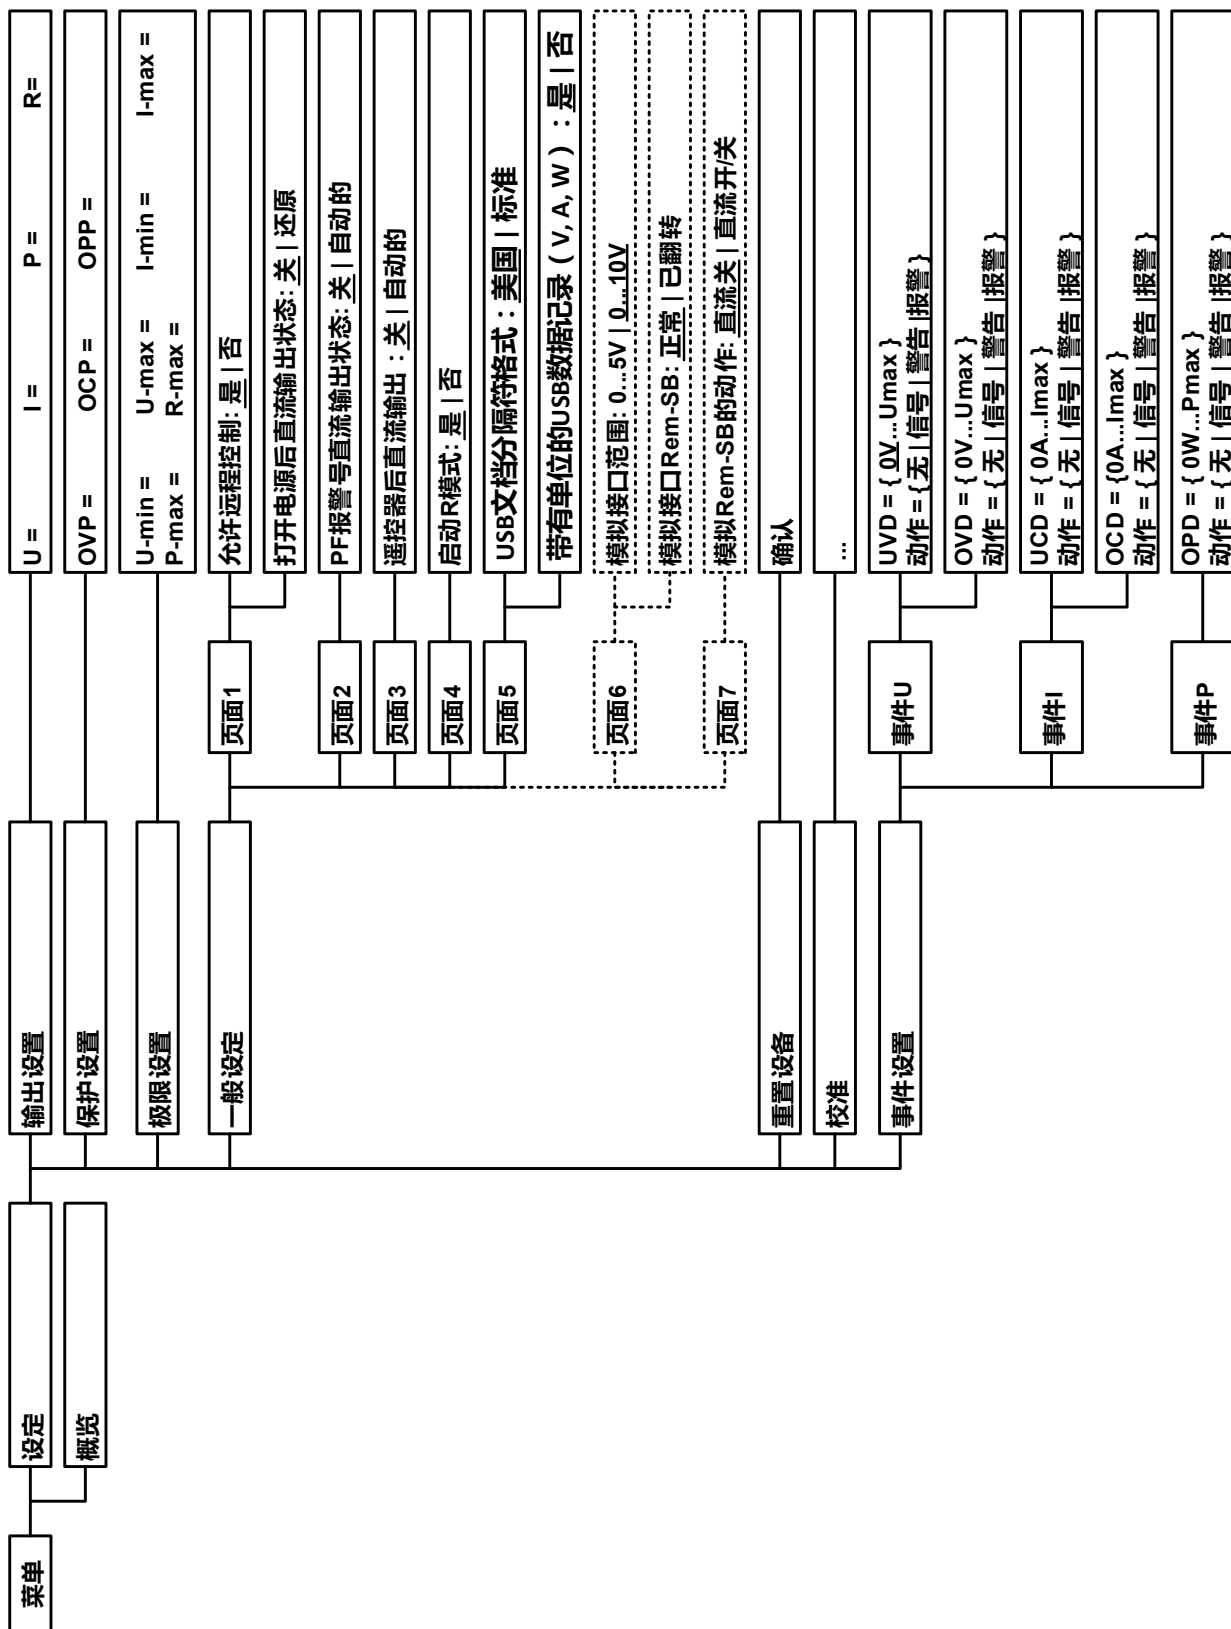 菜单
设定
概览
输出设置
U = I = P = R=
保护设置
OVP = OCP = OPP =
极限设置
U-min = U-max = I-min = I-max =
P-max = R-max =
一般设定
页面1
允许远程控制: 是 | 否
打开电源后直流输出状态: 关 | 还原
页面2
PF报警号直流输出状态: 关 | 自动的
页面3
遥控器后直流输出 : 关 | 自动的
页面4
启动R模式: 是 | 否
页面5
USB文档分隔符格式 : 美国 | 标准
带有单位的USB数据记录 ( V, A, W ) : 是 | 否
页面6
模拟接口范围: 0...5V | 0...10V
模拟接口Rem-SB: 正常 | 已翻转
页面7
模拟Rem-SB的动作: 直流关 | 直流开/关
重置设备
确认
校准
...
事件设置
事件U
UVD = { 0V...Umax }
动作 = { 无 | 信号 | 警告 |报警 }
OVD = { 0V...Umax }
动作 = { 无 | 信号 | 警告 |报警 }
事件I
UCD = { 0A...Imax }
动作 = { 无 | 信号 | 警告 |报警 }
OCD = {0A...Imax }
动作 = { 无 | 信号 | 警告 |报警 }
事件P
OPD = { 0W...Pmax }
动作 = { 无 | 信号 | 警告 |报警 }